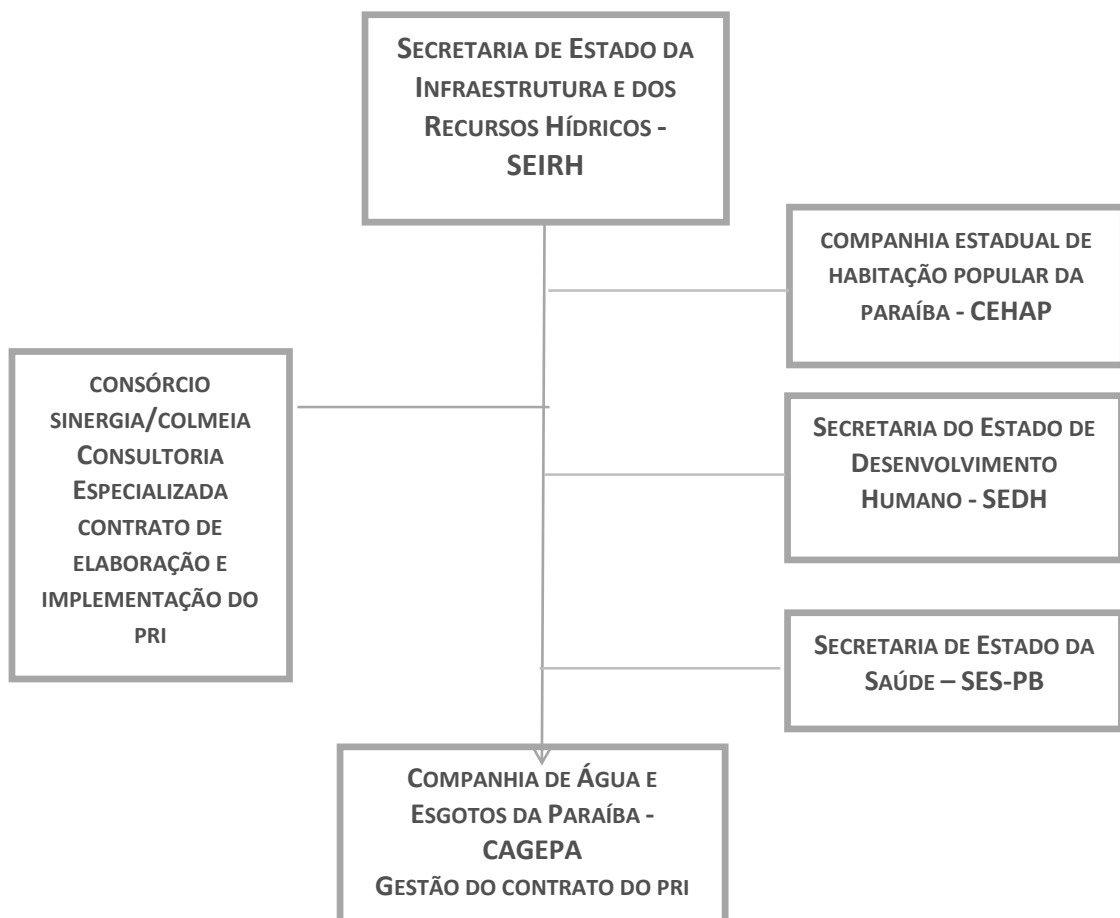 SECRETARIA DE ESTADO DA
INFRAESTRUTURA E DOS
RECURSOS HÍDRICOS -
SEIRH
COMPANHIA ESTADUAL DE
HABITAÇÃO POPULAR DA
PARAÍBA - CEHAP
CONSÓRCIO
SINERGIA/COLMEIA
CONSULTORIA
ESPECIALIZADA
CONTRATO DE
ELABORAÇÃO E
IMPLEMENTAÇÃO DO
PRI
SECRETARIA DO ESTADO DE
DESENVOLVIMENTO
HUMANO - SEDH
SECRETARIA DE ESTADO DA
SAÚDE – SES-PB
COMPANHIA DE ÁGUA E
ESGOTOS DA PARAÍBA -
CAGEPA
GESTÃO DO CONTRATO DO PRI